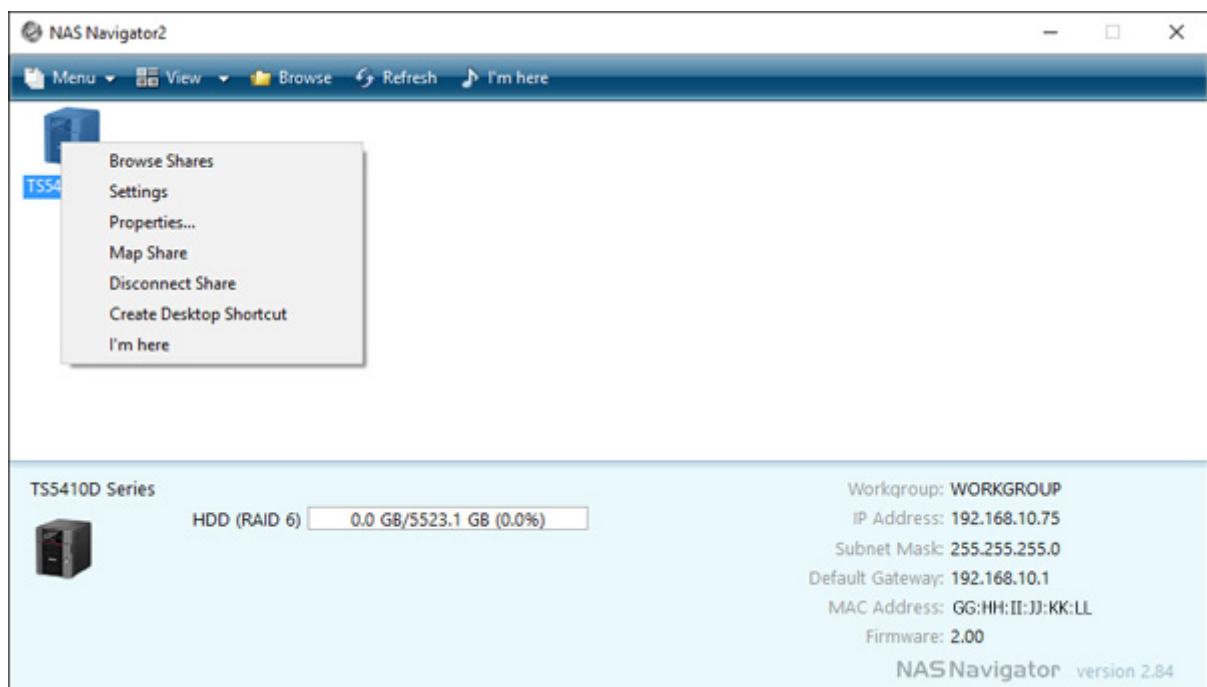 NAS Navigator2
Menu View Browse Refresh I'm here
TS54
Browse Shares
Settings
Properties...
Map Share
Disconnect Share
Create Desktop Shortcut
I'm here
TS5410D Series
HDD (RAID 6) 0.0 GB/5523.1 GB (0.0%)
Workgroup: WORKGROUP
IP Address: 192.168.10.75
Subnet Mask: 255.255.255.0
Default Gateway: 192.168.10.1
MAC Address: GG:HH:II:JJ:KK:LL
Firmware: 2.00
NAS Navigator version 2.84